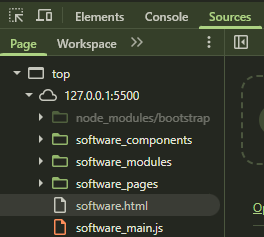 Elements Console Sources
Page Workspace
top
127.0.0.1:5500
node_modules/bootstrap
software_components
software_modules
software_pages
software.html
software_main.js